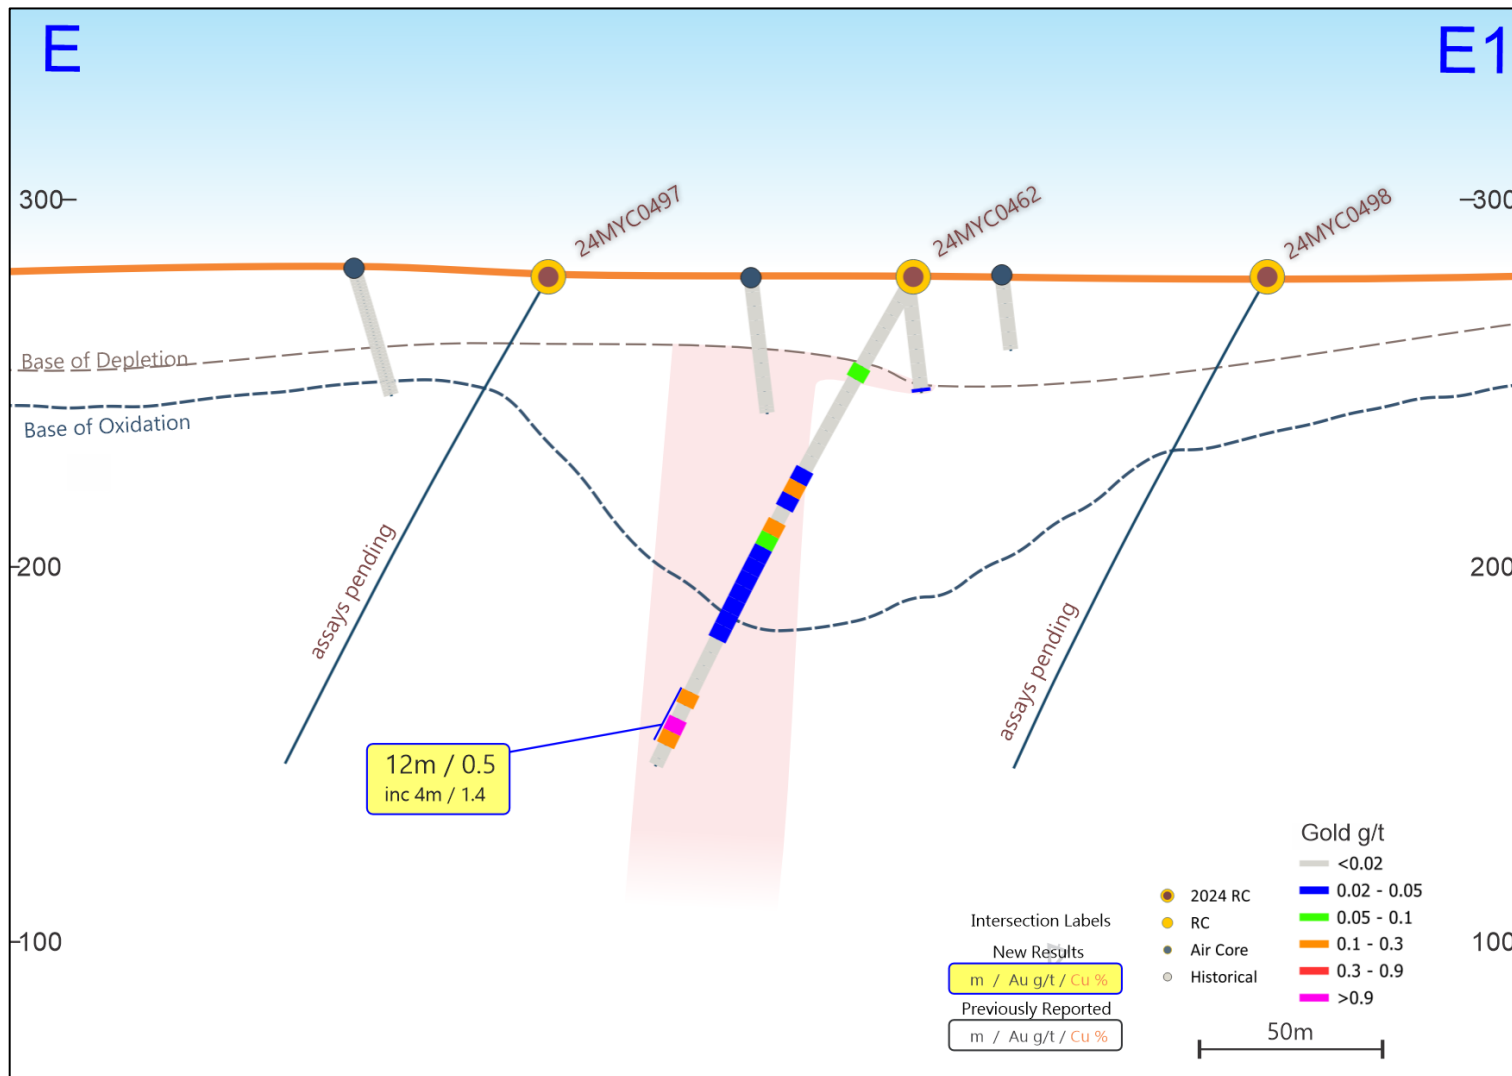 E
E1
300
300
24MYC0497
24MYC0462
24MYC0498
Base of Depletion
Base of Oxidation
200
200
assays pending
assays pending
12m / 0.5
inc 4m / 1.4
100
100
Intersection Labels
New Results
m / Au g/t / Cu %
Previously Reported
m / Au g/t / Cu %
2024 RC
RC
Air Core
Historical
Gold g/t
<0.02
0.02 - 0.05
0.05 - 0.1
0.1 - 0.3
0.3 - 0.9
>0.9
50m